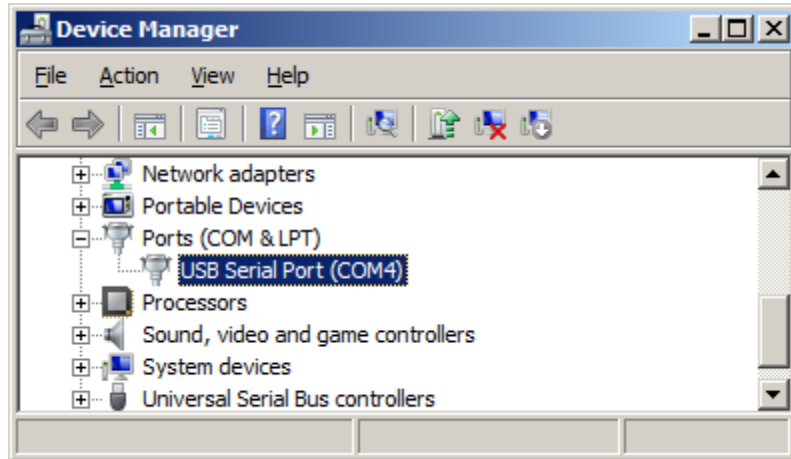 Device Manager
File Action View Help
Network adapters
Portable Devices
Ports (COM & LPT)
USB Serial Port (COM4)
Processors
Sound, video and game controllers
System devices
Universal Serial Bus controllers